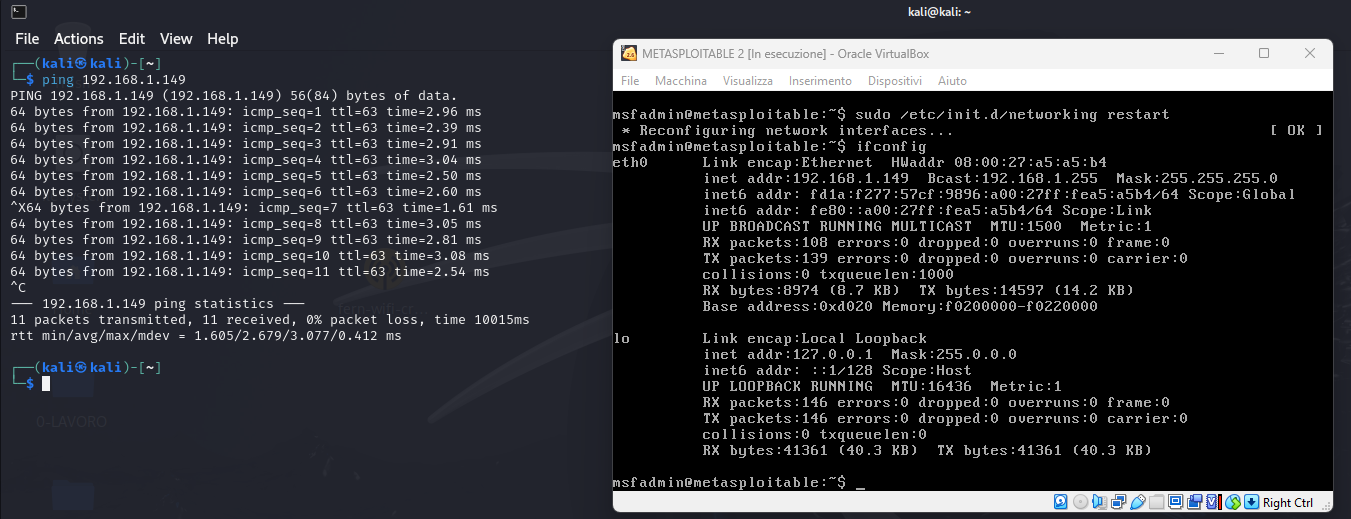 kali@kali: ~
File Actions Edit View Help
┌──(kali㉿kali)-[~]
└─$ ping 192.168.1.149
PING 192.168.1.149 (192.168.1.149) 56(84) bytes of data.
64 bytes from 192.168.1.149: icmp_seq=1 ttl=63 time=2.96 ms
64 bytes from 192.168.1.149: icmp_seq=2 ttl=63 time=2.39 ms
64 bytes from 192.168.1.149: icmp_seq=3 ttl=63 time=2.91 ms
64 bytes from 192.168.1.149: icmp_seq=4 ttl=63 time=3.04 ms
64 bytes from 192.168.1.149: icmp_seq=5 ttl=63 time=2.50 ms
64 bytes from 192.168.1.149: icmp_seq=6 ttl=63 time=2.60 ms
^X64 bytes from 192.168.1.149: icmp_seq=7 ttl=63 time=1.61 ms
64 bytes from 192.168.1.149: icmp_seq=8 ttl=63 time=3.05 ms
64 bytes from 192.168.1.149: icmp_seq=9 ttl=63 time=2.81 ms
64 bytes from 192.168.1.149: icmp_seq=10 ttl=63 time=3.08 ms
64 bytes from 192.168.1.149: icmp_seq=11 ttl=63 time=2.54 ms
^C
─── 192.168.1.149 ping statistics ───
11 packets transmitted, 11 received, 0% packet loss, time 10015ms
rtt min/avg/max/mdev = 1.605/2.679/3.077/0.412 ms
┌──(kali㉿kali)-[~]
└─$
0-LAVORO
METASPLOITABLE 2 [In esecuzione] - Oracle VirtualBox
File Macchina Visualizza Inserimento Dispositivi Aiuto
msfadmin@metasploitable:~$ sudo /etc/init.d/networking restart
* Reconfiguring network interfaces... [ OK ]
msfadmin@metasploitable:~$ ifconfig
eth0 Link encap:Ethernet HWaddr 08:00:27:a5:a5:b4
inet addr:192.168.1.149 Bcast:192.168.1.255 Mask:255.255.255.0
inet6 addr: fd1a:f277:57cf:9896:a00:27ff:fea5:a5b4/64 Scope:Global
inet6 addr: fe80::a00:27ff:fea5:a5b4/64 Scope:Link
UP BROADCAST RUNNING MULTICAST MTU:1500 Metric:1
RX packets:108 errors:0 dropped:0 overruns:0 frame:0
TX packets:139 errors:0 dropped:0 overruns:0 carrier:0
collisions:0 txqueuelen:1000
RX bytes:8974 (8.7 KB) TX bytes:14597 (14.2 KB)
Base address:0xd020 Memory:f0200000-f0220000
lo Link encap:Local Loopback
inet addr:127.0.0.1 Mask:255.0.0.0
inet6 addr: ::1/128 Scope:Host
UP LOOPBACK RUNNING MTU:16436 Metric:1
RX packets:146 errors:0 dropped:0 overruns:0 frame:0
TX packets:146 errors:0 dropped:0 overruns:0 carrier:0
collisions:0 txqueuelen:0
RX bytes:41361 (40.3 KB) TX bytes:41361 (40.3 KB)
msfadmin@metasploitable:~$ _
Right Ctrl